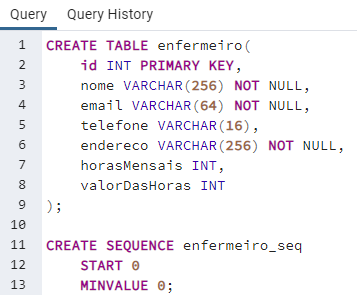 Query Query History
1 CREATE TABLE enfermeiro(
2     id INT PRIMARY KEY,
3     nome VARCHAR(256) NOT NULL,
4     email VARCHAR(64) NOT NULL,
5     telefone VARCHAR(16),
6     endereco VARCHAR(256) NOT NULL,
7     horasMensais INT,
8     valorDasHoras INT
9 );
10
11 CREATE SEQUENCE enfermeiro_seq
12     START 0
13     MINVALUE 0;